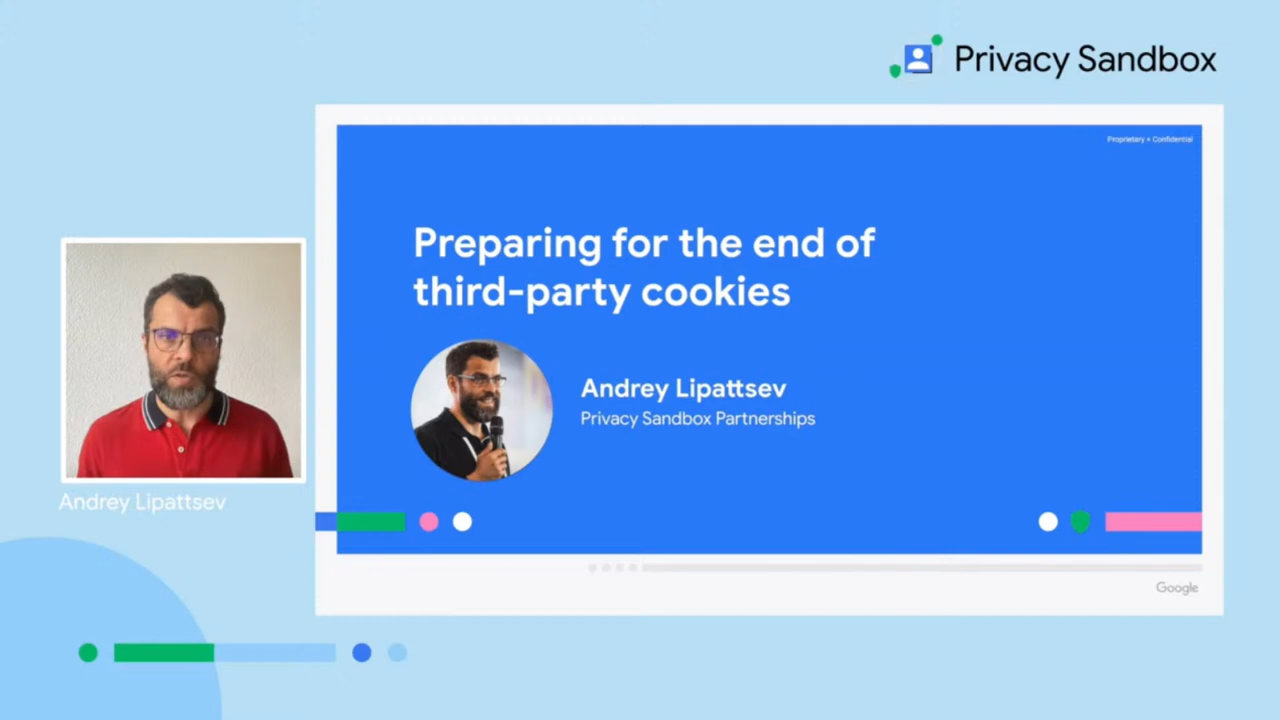 Privacy Sandbox
Proprietary + Confidential
Preparing for the end of
third-party cookies
Andrey Lipattsev
Privacy Sandbox Partnerships
Andrey Lipattsev
Google